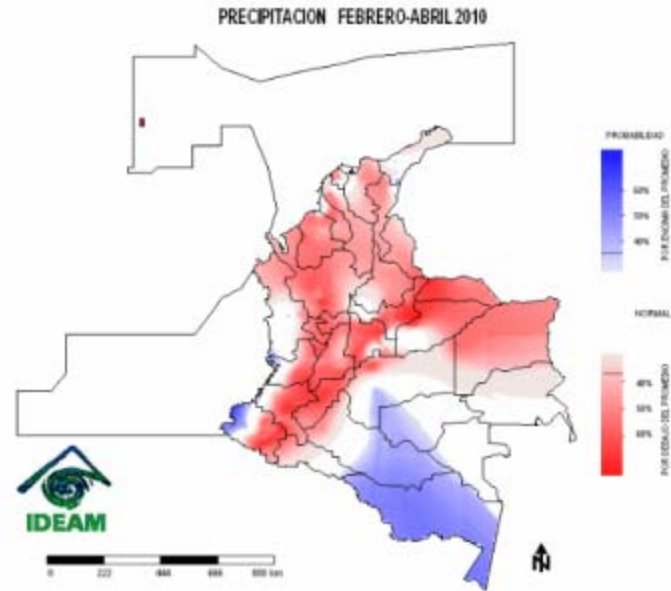 PRECIPITACION FEBRERO-ABRIL 2010
PROBABILIDAD
60%
50%
40%
POR ENCIMA DEL PROMEDIO
NORMAL
40%
50%
60%
POR DEBAJO DEL PROMEDIO
IDEAM
0 222 444 666 888 km
N